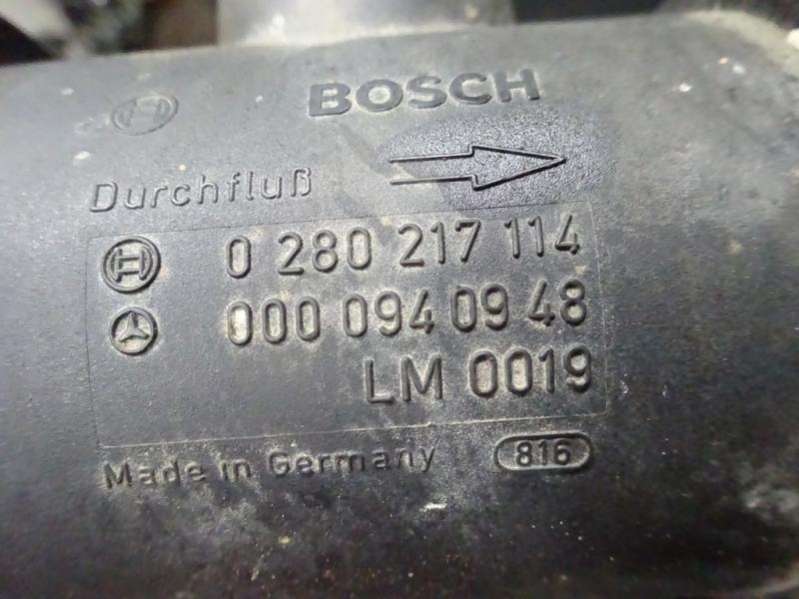 BOSCH
Durchfluß
0 280 217 114
000 094 09 48
LM 0019
Made in Germany 816